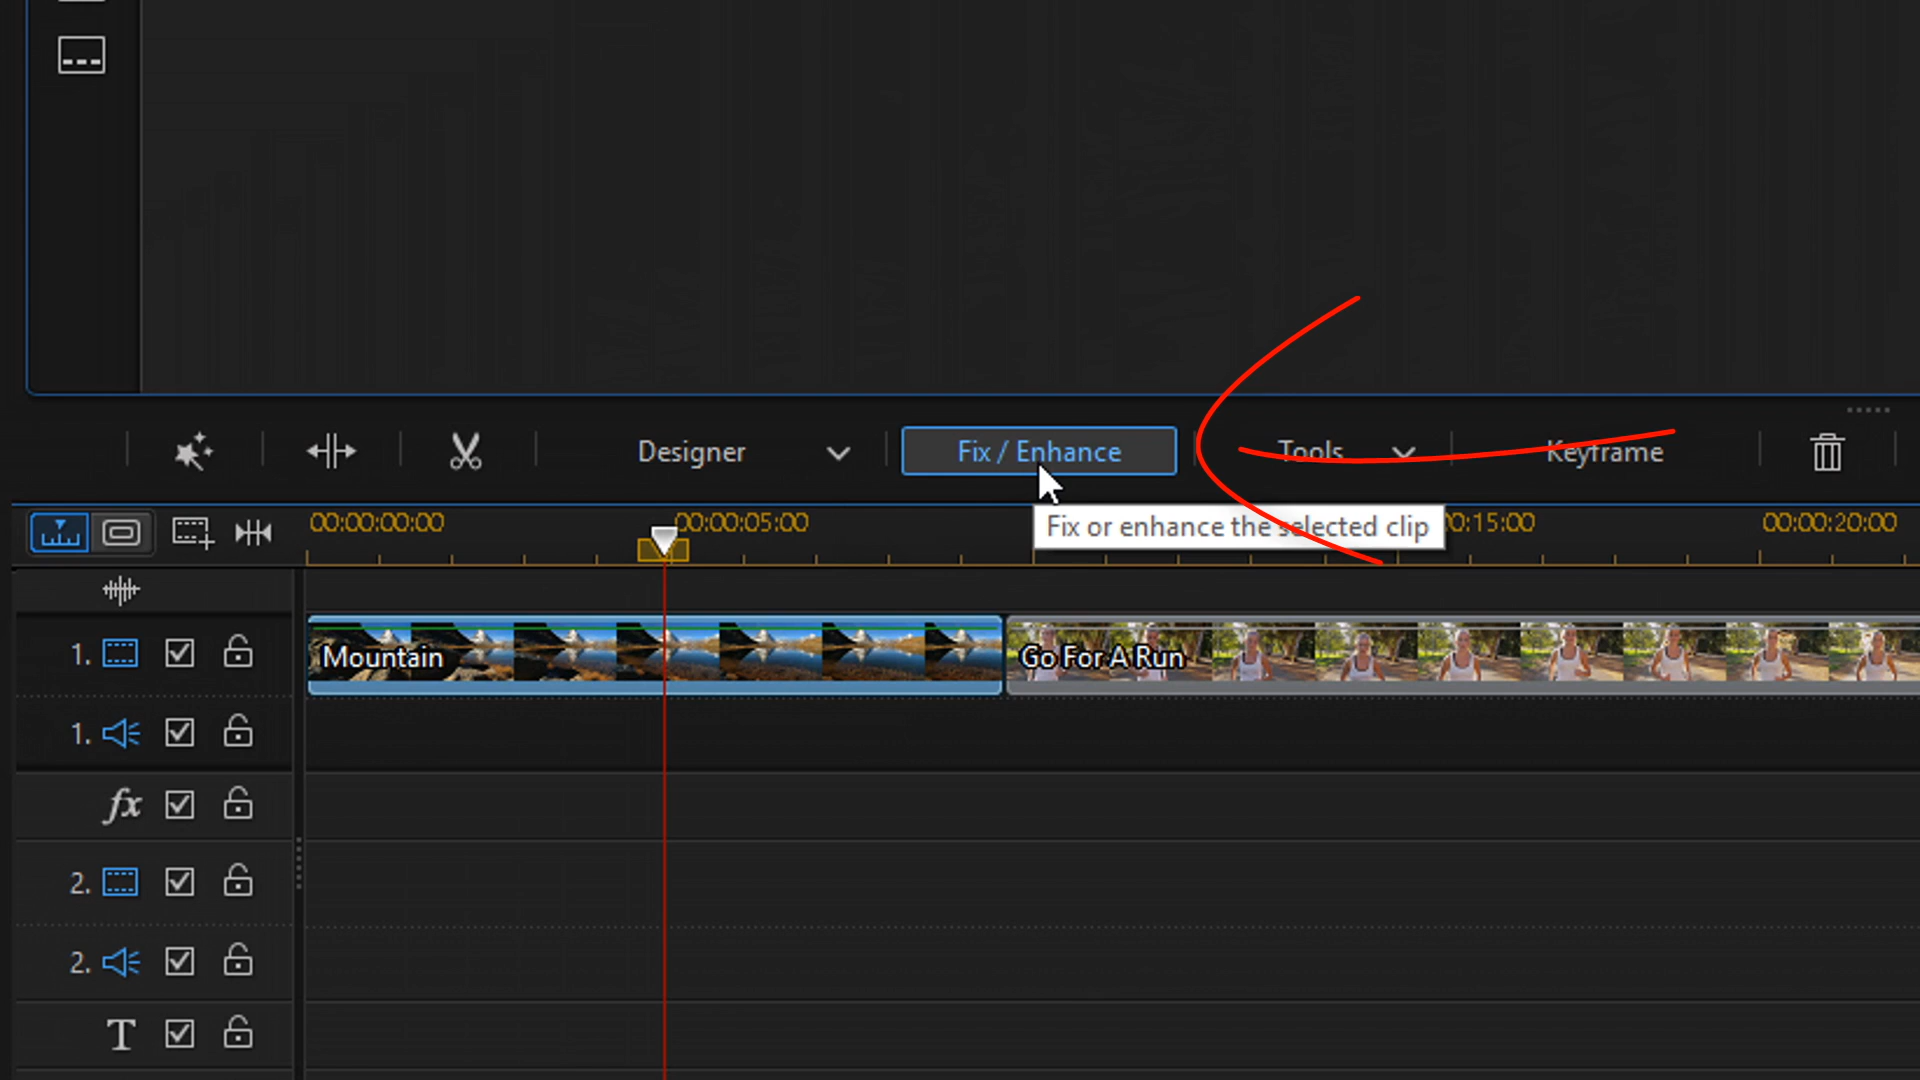 Designer Fix / Enhance Tools Keyframe
00:00:00:00 00:00:05:00 0:15:00 00:00:20:00
Fix or enhance the selected clip
1. Mountain Go For A Run
1.
fx
2.
2.
T